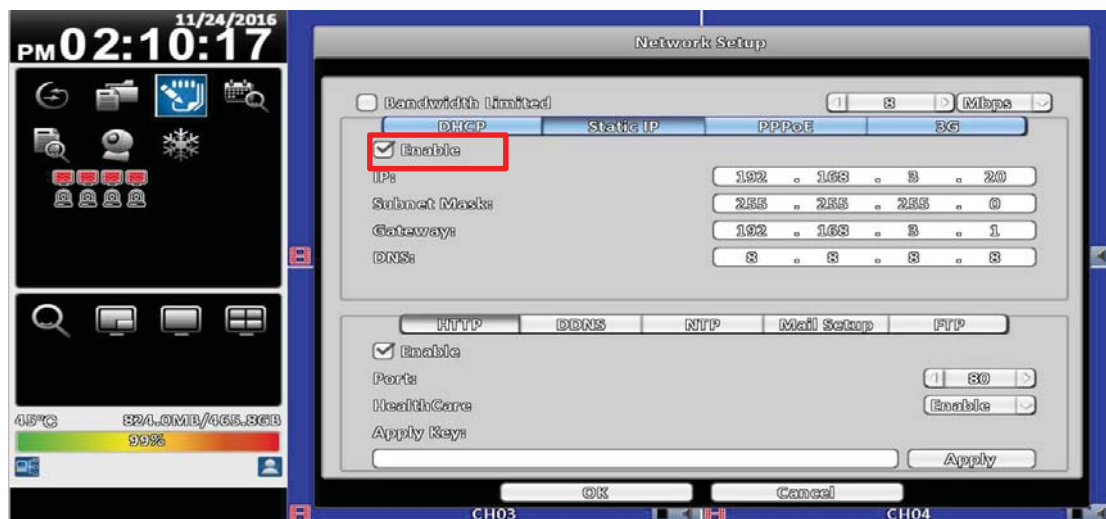 11/24/2016
PM 02:10:17
Network Setup
Bandwidth Limited 8 Mbps
DHCP Static IP PPPoE 3G
Enable
IP: 192 . 168 . 3 . 20
Subnet Mask: 255 . 255 . 255 . 0
Gateway: 192 . 168 . 3 . 1
DNS: 8 . 8 . 8 . 8
HTTP DDNS NTP Mail Setup FTP
Enable
Port: 80
HealthCare Enable
Apply Key:
Apply
OK Cancel
45°C 824.0MB/465.8GB
99%
CH03 CH04